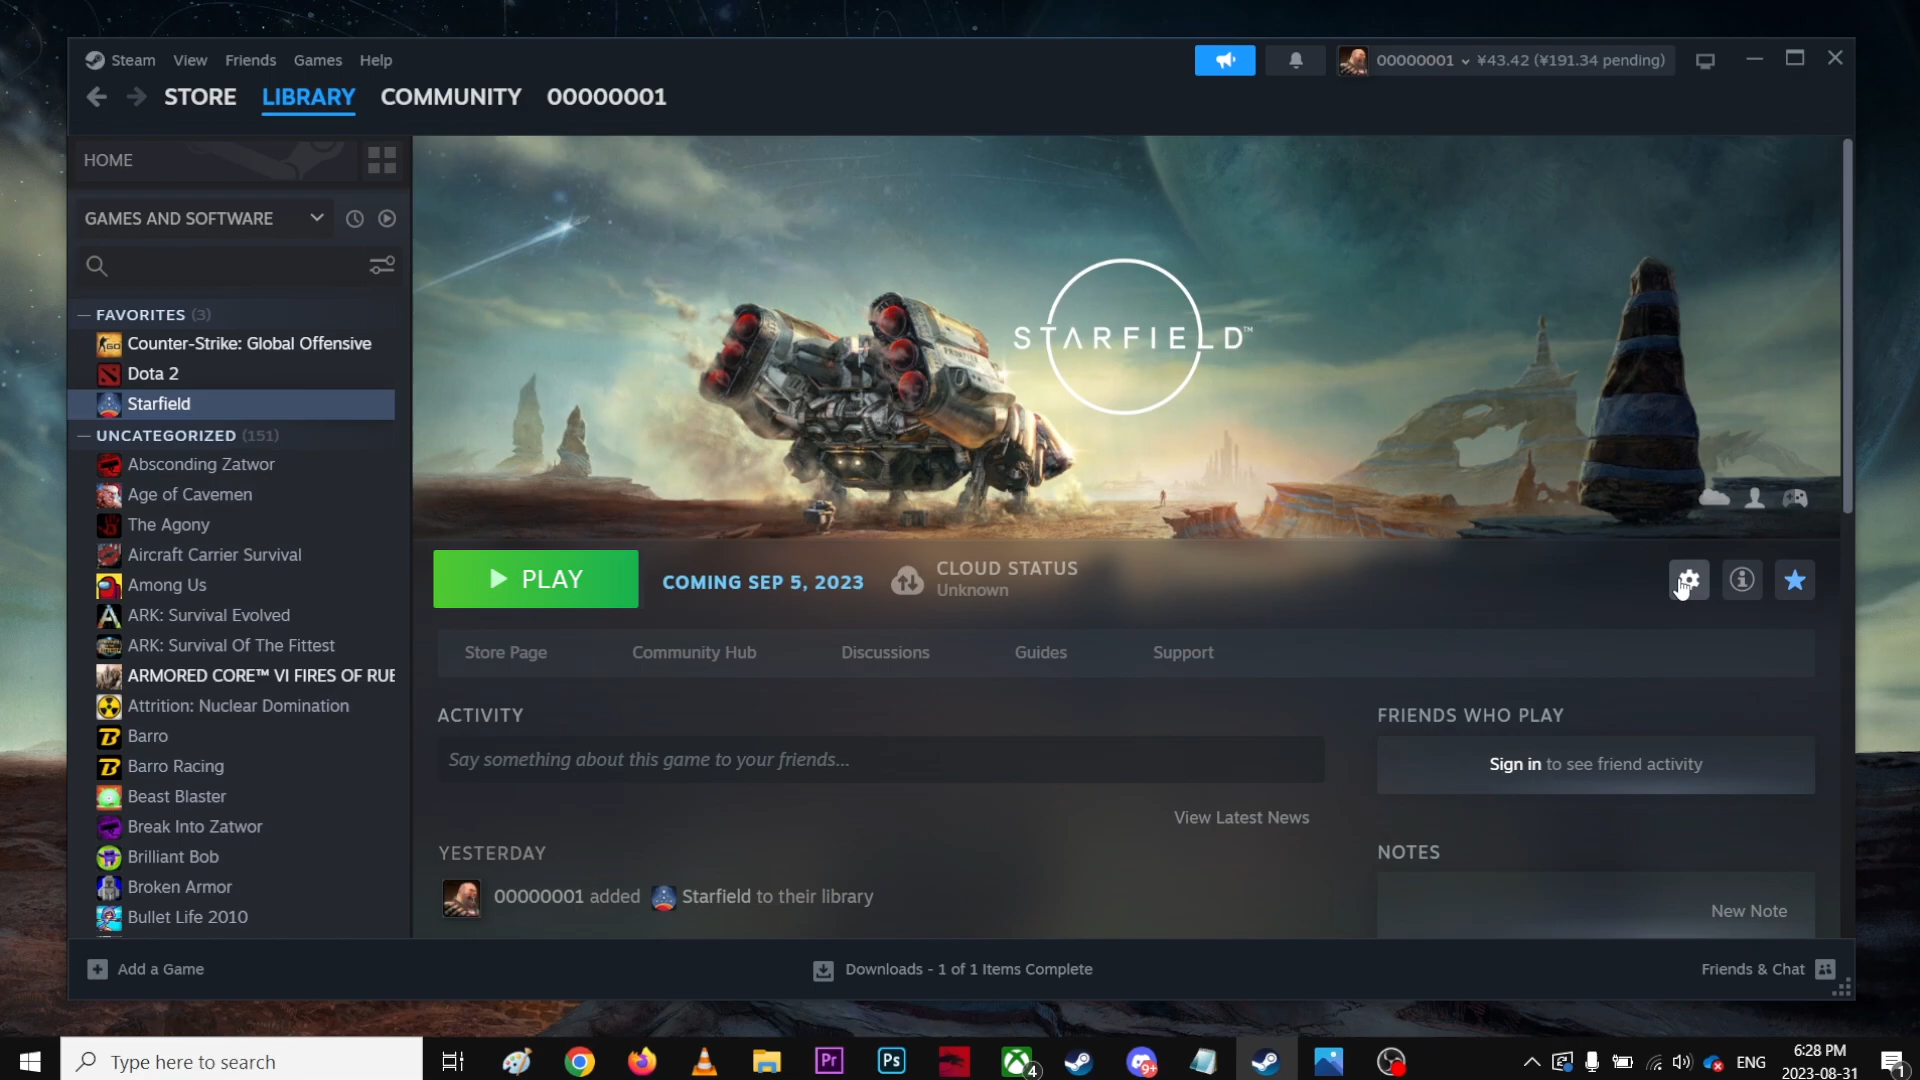 Steam View Friends Games Help
00000001 ¥43.42 (¥191.34 pending)
STORE LIBRARY COMMUNITY 00000001
HOME
GAMES AND SOFTWARE
FAVORITES (3)
Counter-Strike: Global Offensive
Dota 2
Starfield
UNCATEGORIZED (151)
Absconding Zatwor
Age of Cavemen
The Agony
Aircraft Carrier Survival
Among Us
ARK: Survival Evolved
ARK: Survival Of The Fittest
ARMORED CORE™ VI FIRES OF RUE
Attrition: Nuclear Domination
Barro
Barro Racing
Beast Blaster
Break Into Zatwor
Brilliant Bob
Broken Armor
Bullet Life 2010
STARFIELD™
PLAY
COMING SEP 5, 2023
CLOUD STATUS
Unknown
Store Page Community Hub Discussions Guides Support
ACTIVITY
Say something about this game to your friends...
View Latest News
YESTERDAY
00000001 added Starfield to their library
FRIENDS WHO PLAY
Sign in to see friend activity
NOTES
New Note
Add a Game
Downloads - 1 of 1 Items Complete
Friends & Chat
Type here to search
Pr
Ps
4
9+
ENG
6:28 PM
2023-08-31
1